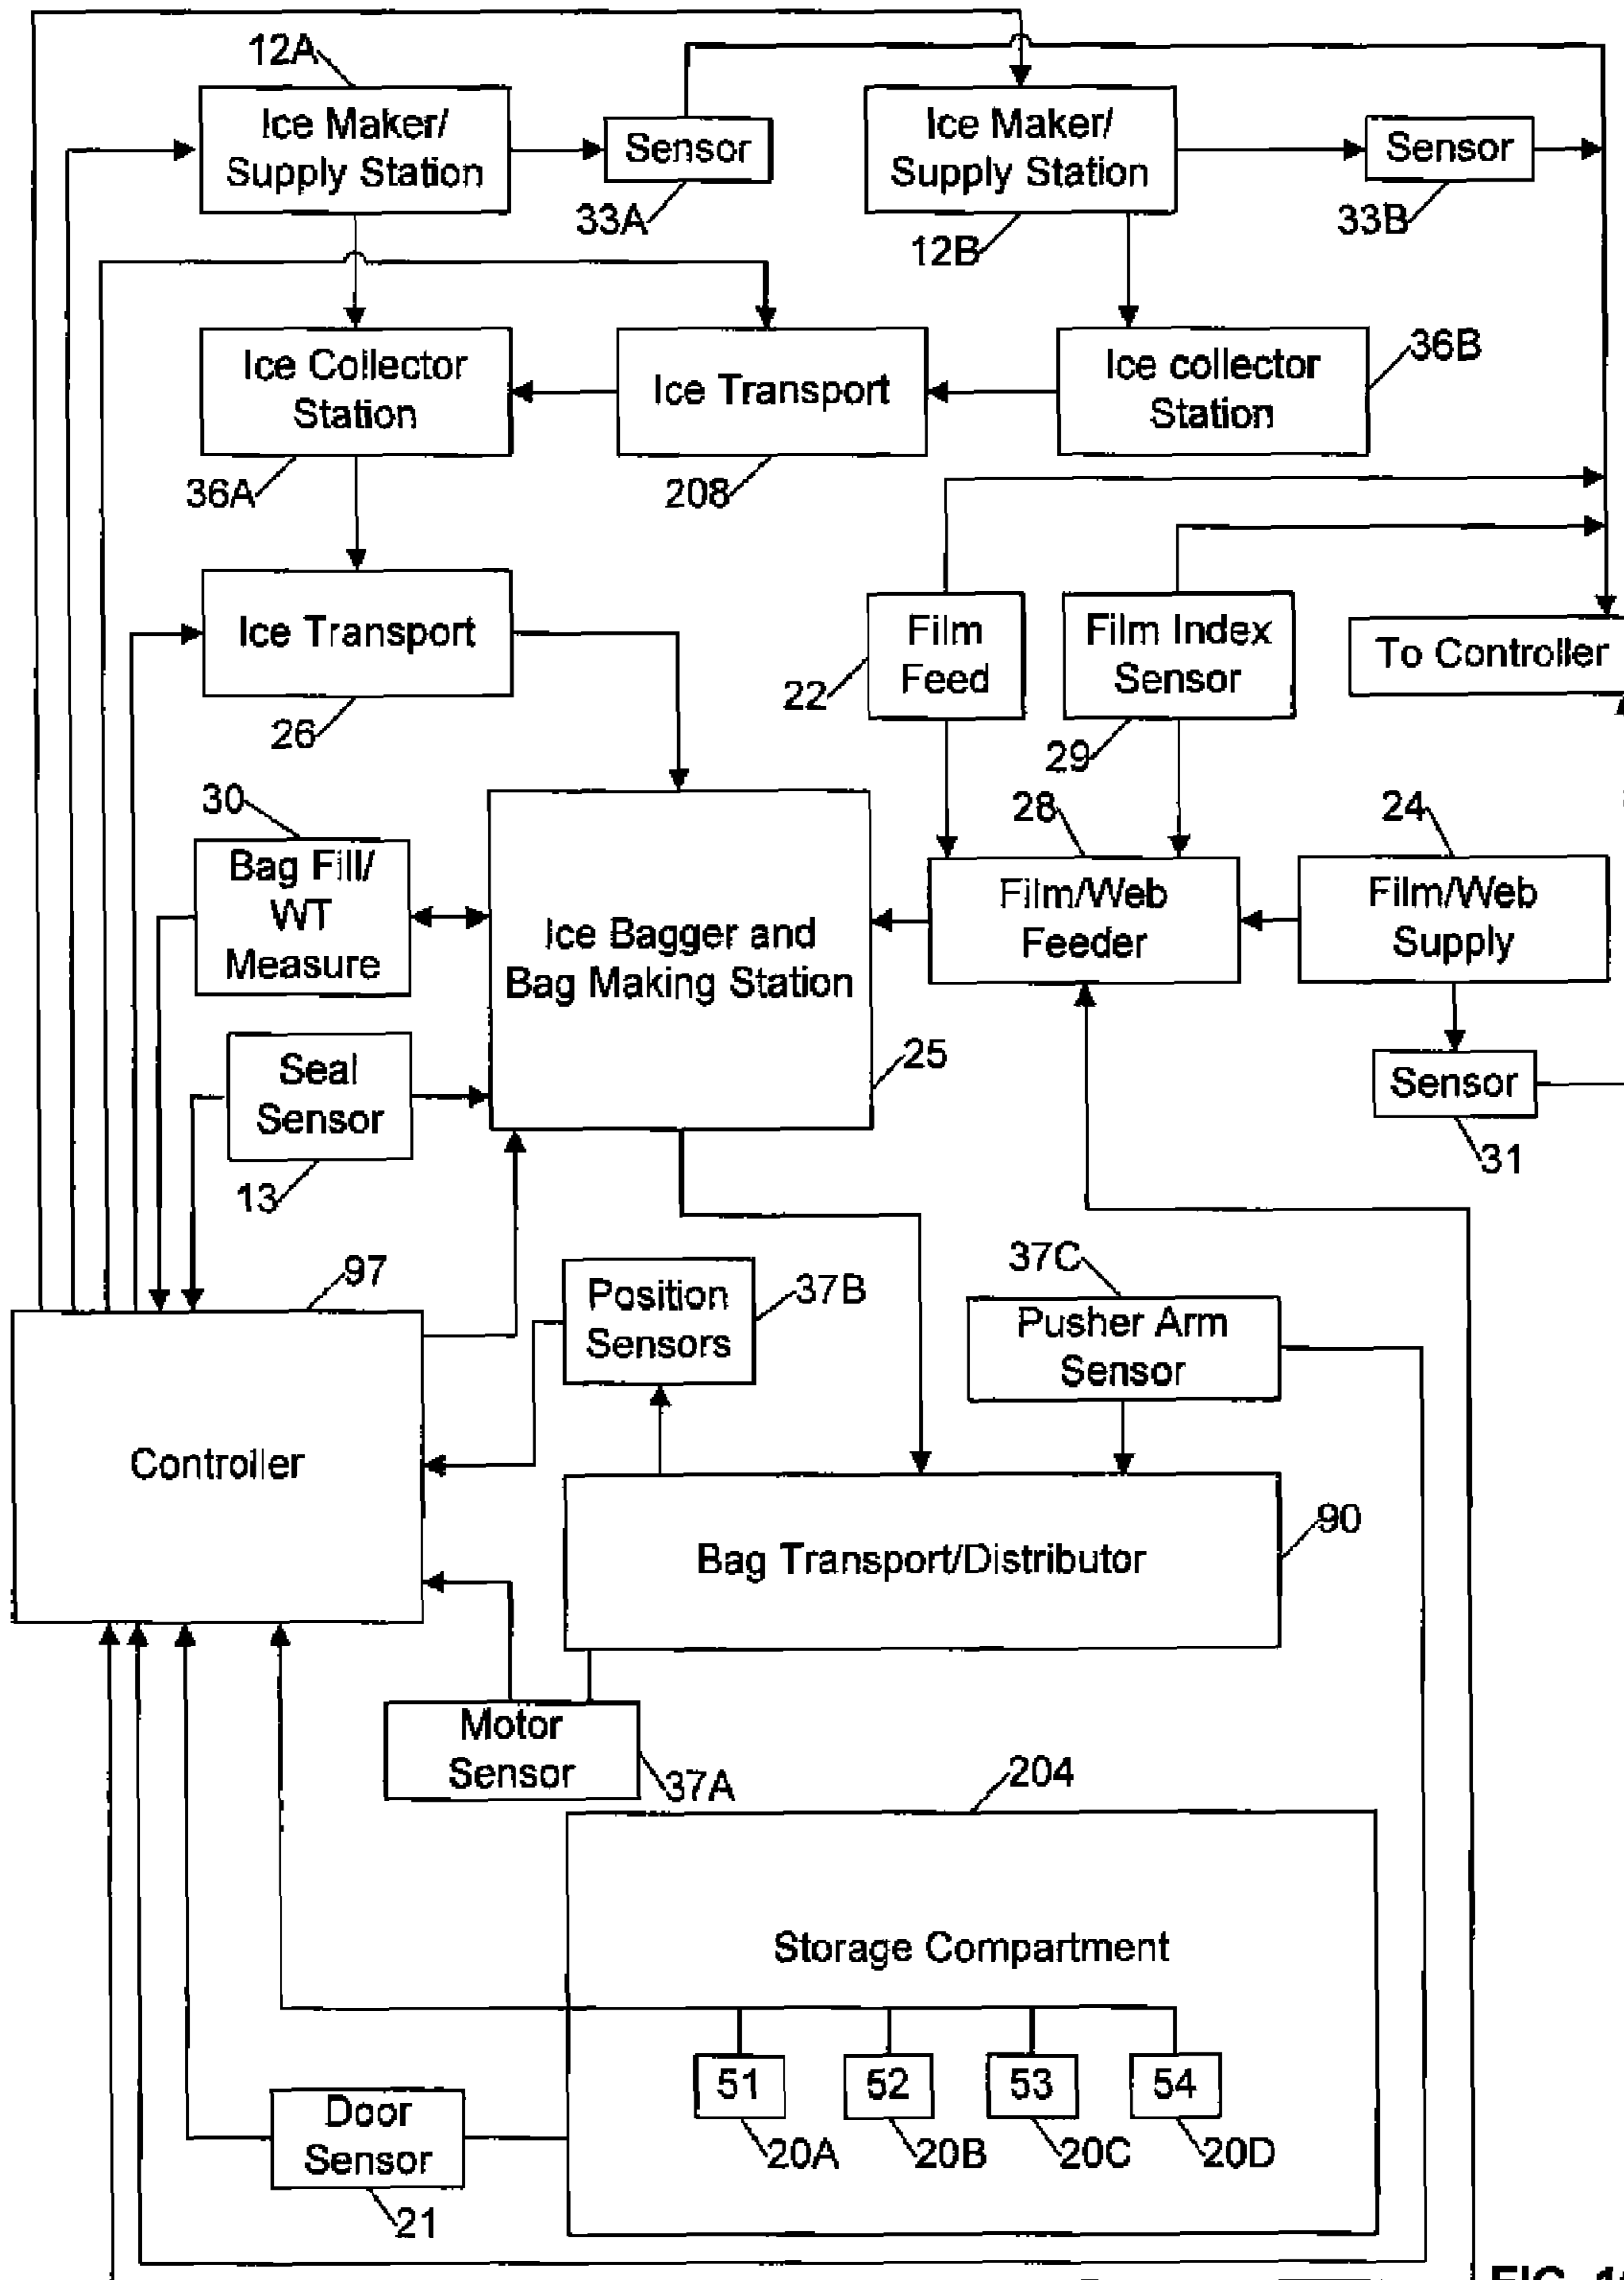 12A
Ice Maker/
Supply Station
Sensor
33A
Ice Maker/
Supply Station
12B
Sensor
33B
Ice Collector
Station
36A
Ice Transport
208
Ice collector
Station
36B
Ice Transport
26
Film
Feed
22
Film Index
Sensor
29
To Controller
30
Bag Fill/
WT
Measure
Ice Bagger and
Bag Making Station
25
28
Film/Web
Feeder
24
Film/Web
Supply
Seal
Sensor
13
Sensor
31
97
Controller
Position
Sensors
37B
37C
Pusher Arm
Sensor
Bag Transport/Distributor
90
Motor
Sensor
37A
204
Storage Compartment
51
52
53
54
20A
20B
20C
20D
Door
Sensor
21